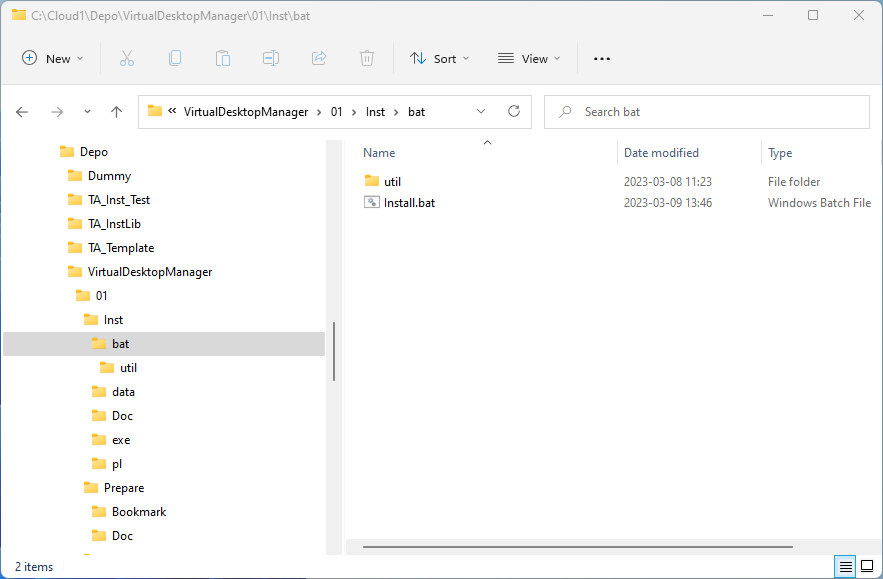 C:\Cloud1\Depo\VirtualDesktopManager\01\Inst\bat
New Sort View
« VirtualDesktopManager > 01 > Inst > bat Search bat
Depo
Dummy
TA_Inst_Test
TA_InstLib
TA_Template
VirtualDesktopManager
01
Inst
bat
util
data
Doc
exe
pl
Prepare
Bookmark
Doc
Name Date modified Type
util 2023-03-08 11:23 File folder
Install.bat 2023-03-09 13:46 Windows Batch File
2 items